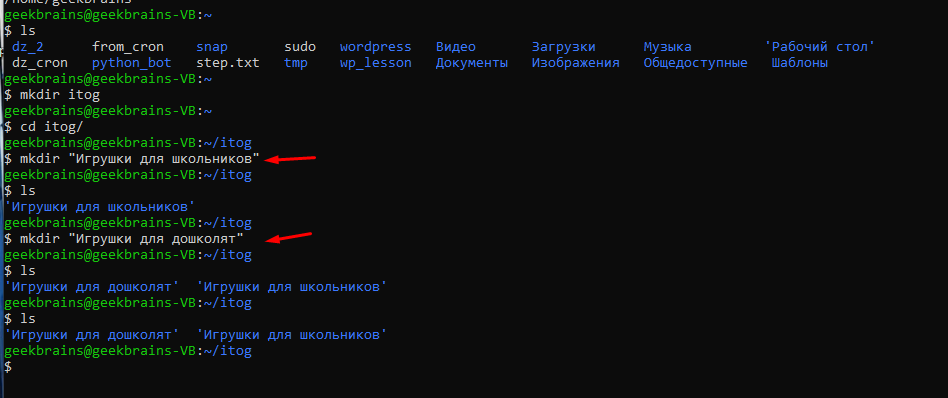 /home/geekbrains
geekbrains@geekbrains-VB:~
$ ls
dz_2 from_cron snap sudo wordpress Видео Загрузки Музыка 'Рабочий стол'
dz_cron python_bot step.txt tmp wp_lesson Документы Изображения Общедоступные Шаблоны
geekbrains@geekbrains-VB:~
$ mkdir itog
geekbrains@geekbrains-VB:~
$ cd itog/
geekbrains@geekbrains-VB:~/itog
$ mkdir "Игрушки для школьников"
geekbrains@geekbrains-VB:~/itog
$ ls
'Игрушки для школьников'
geekbrains@geekbrains-VB:~/itog
$ mkdir "Игрушки для дошколят"
geekbrains@geekbrains-VB:~/itog
$ ls
'Игрушки для дошколят' 'Игрушки для школьников'
geekbrains@geekbrains-VB:~/itog
$ ls
'Игрушки для дошколят' 'Игрушки для школьников'
geekbrains@geekbrains-VB:~/itog
$